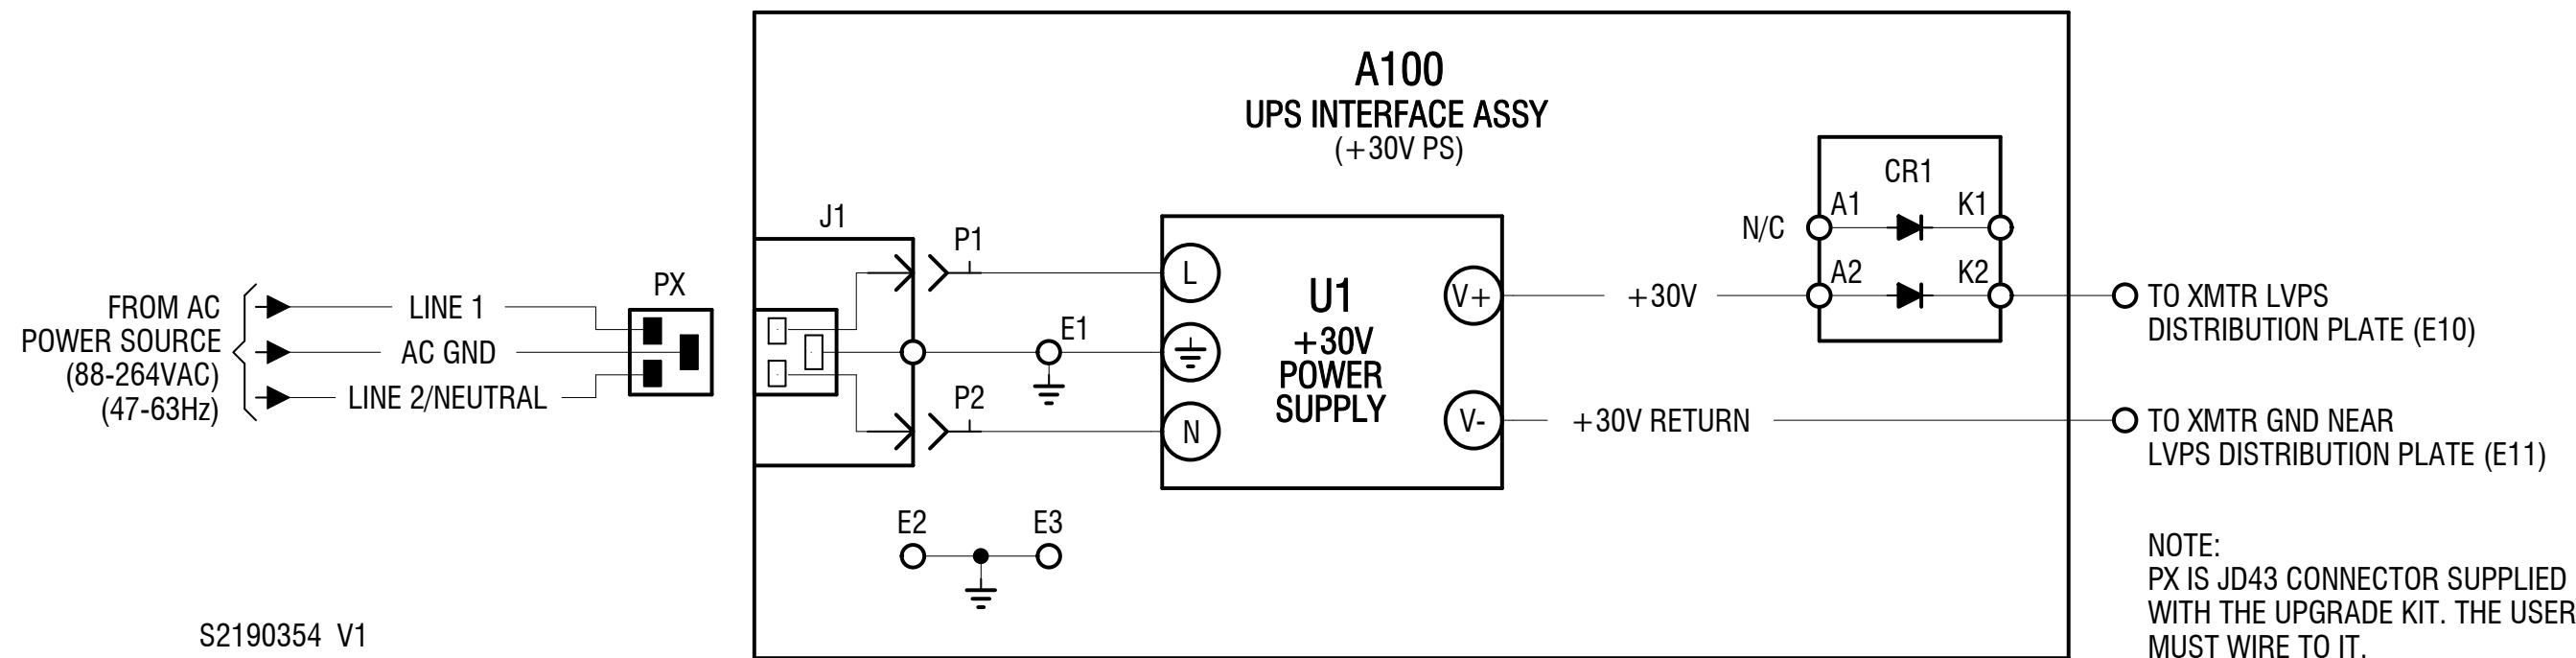 A100
UPS INTERFACE ASSY
(+30V PS)
FROM AC
POWER SOURCE
(88-264VAC)
(47-63Hz)
LINE 1
AC GND
LINE 2/NEUTRAL
PX
J1
P1
E1
P2
L
N
U1
+30V
POWER
SUPPLY
V+
V-
+30V
+30V RETURN
CR1
N/C
A1
K1
A2
K2
TO XMTR LVPS
DISTRIBUTION PLATE (E10)
TO XMTR GND NEAR
LVPS DISTRIBUTION PLATE (E11)
E2
E3
NOTE:
PX IS JD43 CONNECTOR SUPPLIED
WITH THE UPGRADE KIT. THE USER
MUST WIRE TO IT.
S2190354 V1